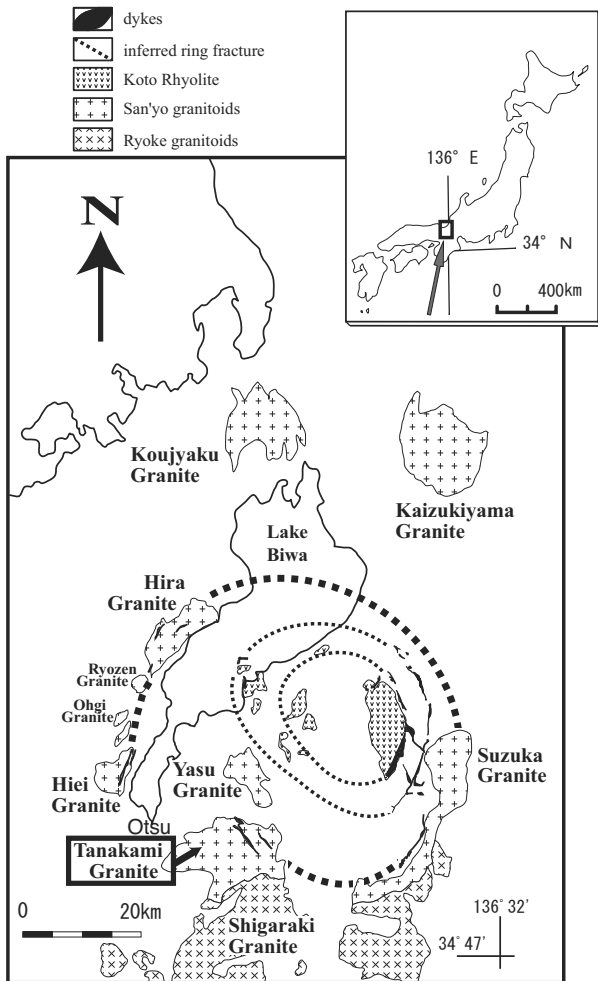 dykes
inferred ring fracture
Koto Rhyolite
San'yo granitoids
Ryoke granitoids
136° E
34° N
0 400km
N
Koujyaku
Granite
Kaizukiyama
Granite
Lake
Biwa
Hira
Granite
Ryozen
Granite
Ohgi
Granite
Hiei
Granite
Yasu
Granite
Suzuka
Granite
Otsu
Tanakami
Granite
Shigaraki
Granite
0 20km
136° 32'
34° 47'